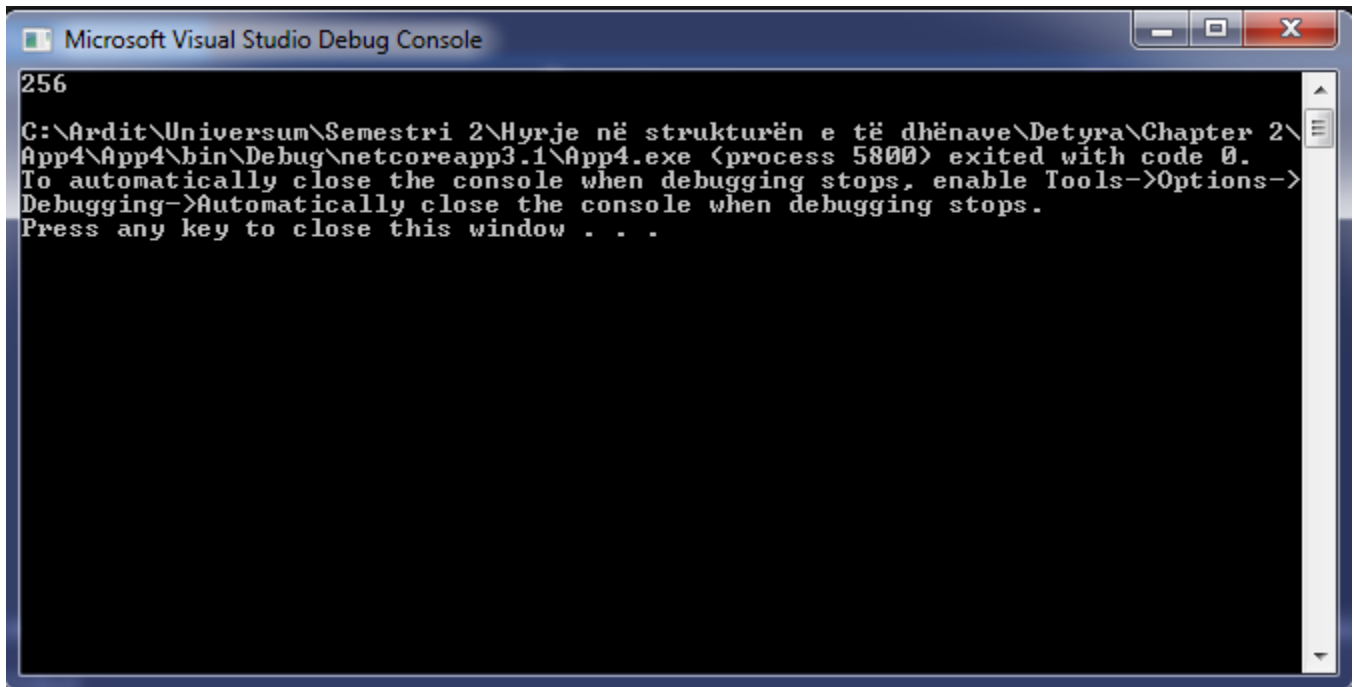 Microsoft Visual Studio Debug Console
256
C:\Ardit\Universum\Semestri 2\Hyrje në strukturën e të dhënave\Detyra\Chapter 2\
App4\App4\bin\Debug\netcoreapp3.1\App4.exe (process 5800) exited with code 0.
To automatically close the console when debugging stops, enable Tools->Options->
Debugging->Automatically close the console when debugging stops.
Press any key to close this window . . .